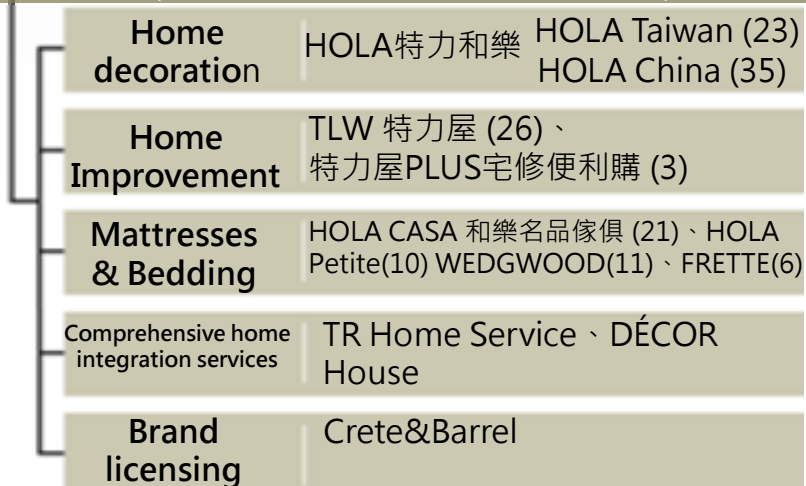 Home
decoration
HOLA特力和樂
HOLA Taiwan (23)
HOLA China (35)
Home
Improvement
TLW 特力屋 (26)、
特力屋PLUS宅修便利購 (3)
Mattresses
& Bedding
HOLA CASA 和樂名品傢俱 (21)、HOLA
Petite(10) WEDGWOOD(11)、FRETTE(6)
Comprehensive home
integration services
TR Home Service、DÉCOR
House
Brand
licensing
Crete&Barrel